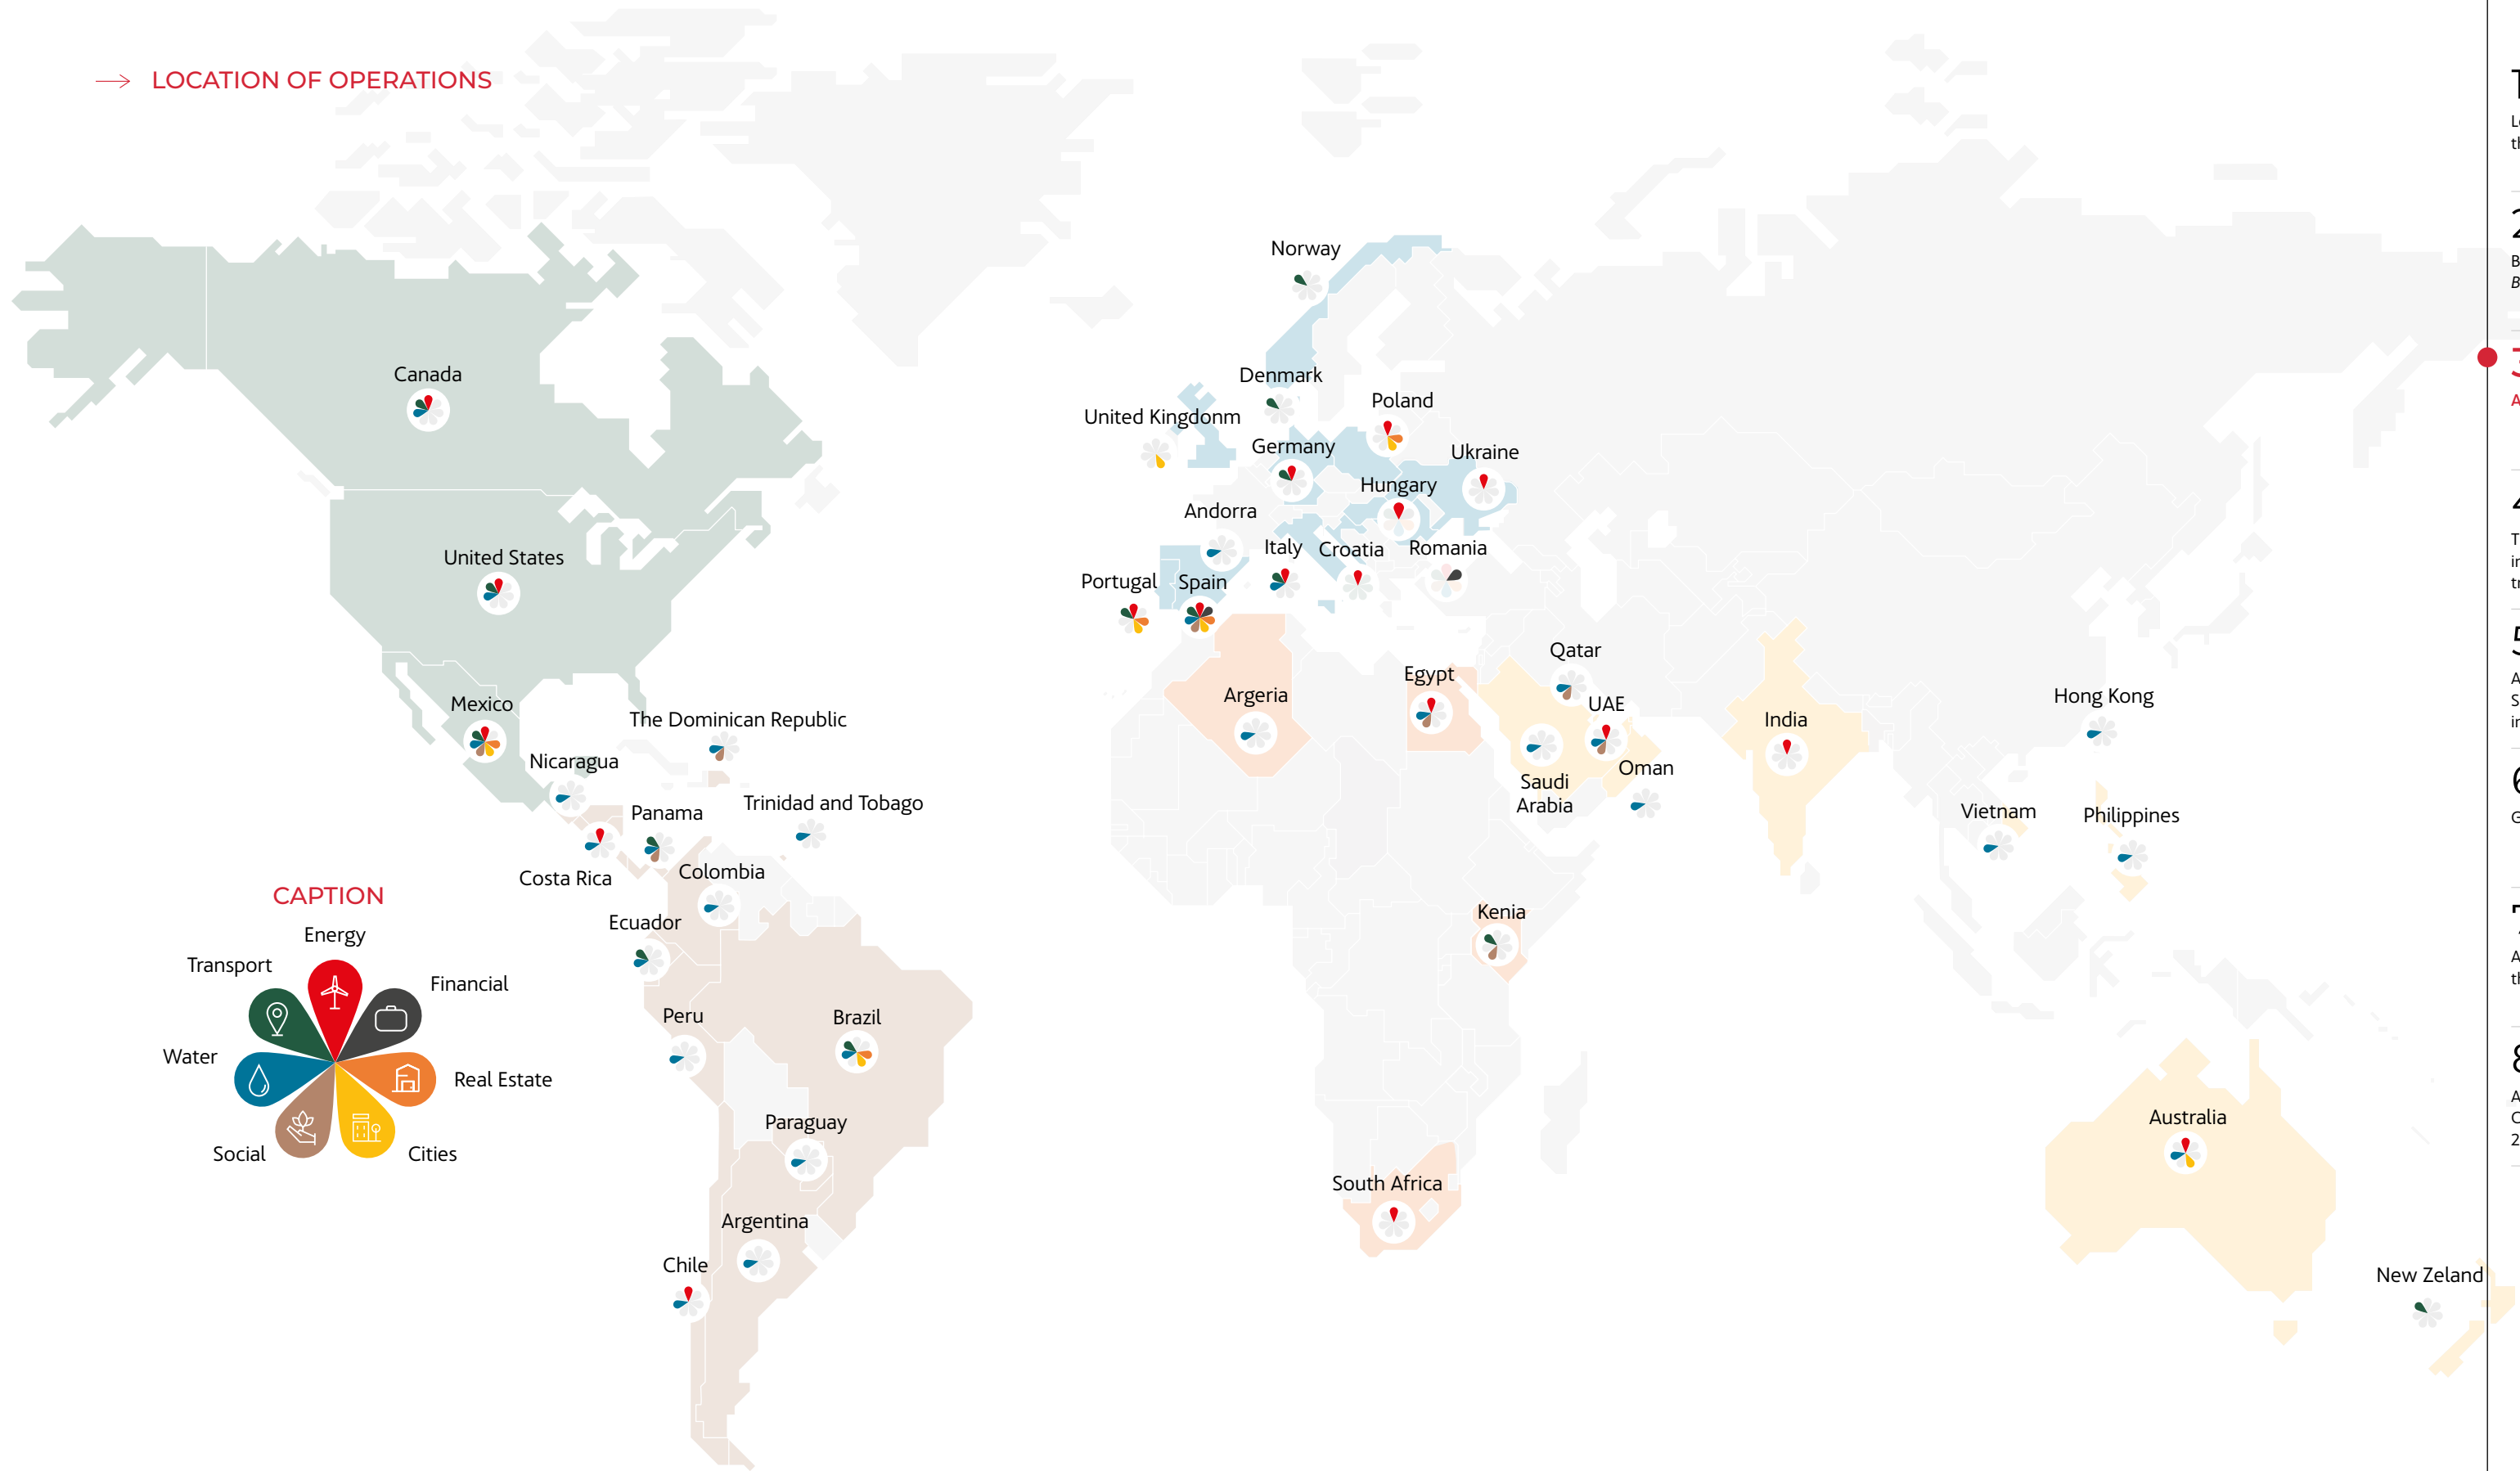 LOCATION OF OPERATIONS
Norway
Denmark
Canada
Poland
United Kingdonm
Germany
Ukraine
Hungary
Andorra
United States
Italy
Croatia
Romania
Portugal
Spain
Qatar
Egypt
Argeria
Hong Kong
Mexico
UAE
The Dominican Republic
India
Nicaragua
Oman
Saudi
Arabia
Trinidad and Tobago
Panama
Vietnam
Philippines
Costa Rica
Colombia
CAPTION
Kenia
Ecuador
Energy
Transport
Financial
Peru
Brazil
Water
Real Estate
Australia
Paraguay
Social
Cities
South Africa
Argentina
Chile
New Zeland